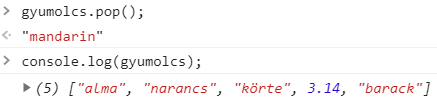 > gyumolcs.pop();
< "mandarin"
> console.log(gyumolcs);
▶ (5) ["alma", "narancs", "körte", 3.14, "barack"]